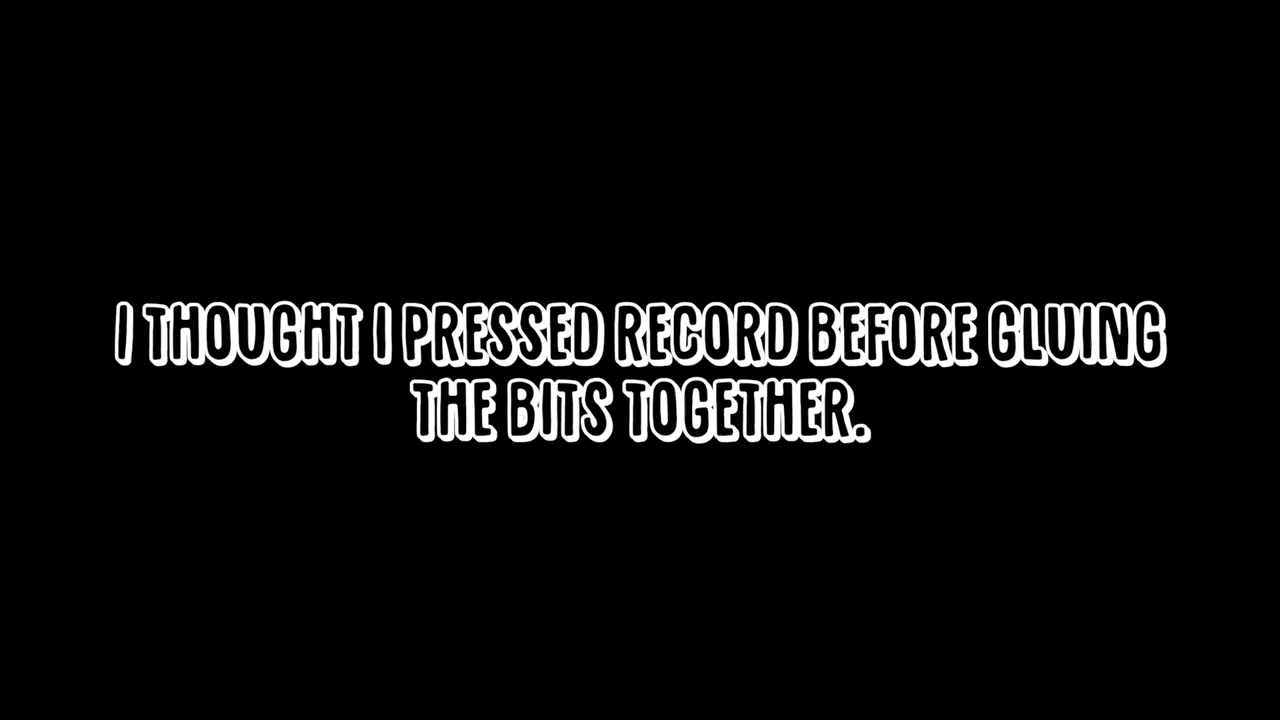 I THOUGHT I PRESSED RECORD BEFORE GLUING
THE BITS TOGETHER.